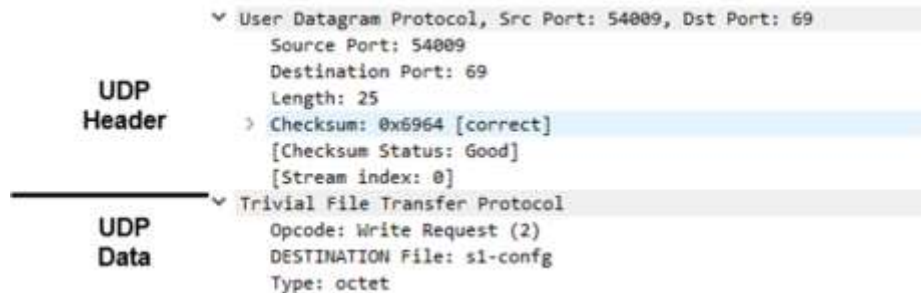 User Datagram Protocol, Src Port: 54009, Dst Port: 69
Source Port: 54009
Destination Port: 69
UDP
Header
Length: 25
Checksum: 0x6964 [correct]
[Checksum Status: Good]
[Stream index: 0]
Trivial File Transfer Protocol
UDP
Data
Opcode: Write Request (2)
DESTINATION File: s1-confg
Type: octet